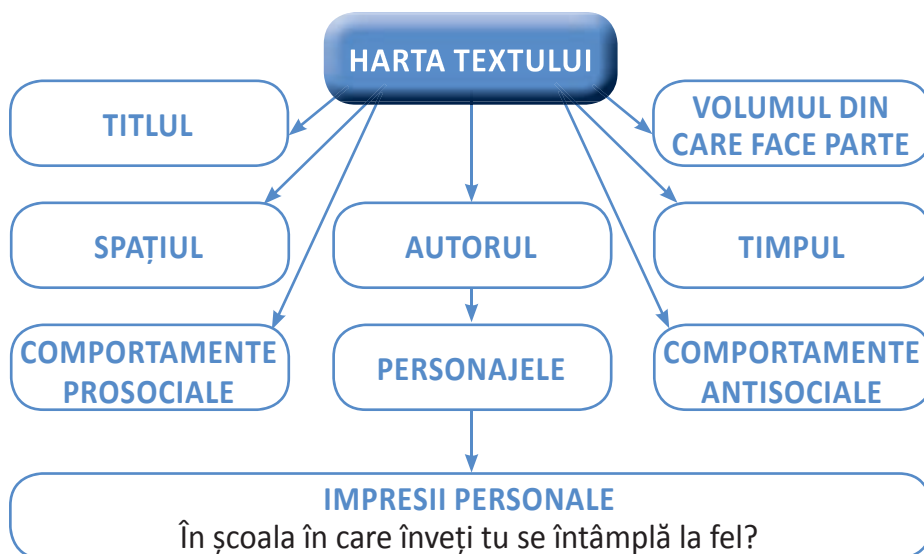 HARTA TEXTULUI
TITLUL
VOLUMUL DIN
CARE FACE PARTE
SPAȚIUL
AUTORUL
TIMPUL
COMPORTAMENTE
PROSOCIALE
PERSONAJELE
COMPORTAMENTE
ANTISOCIALE
IMPRESII PERSONALE
În școala în care înveți tu se întâmplă la fel?